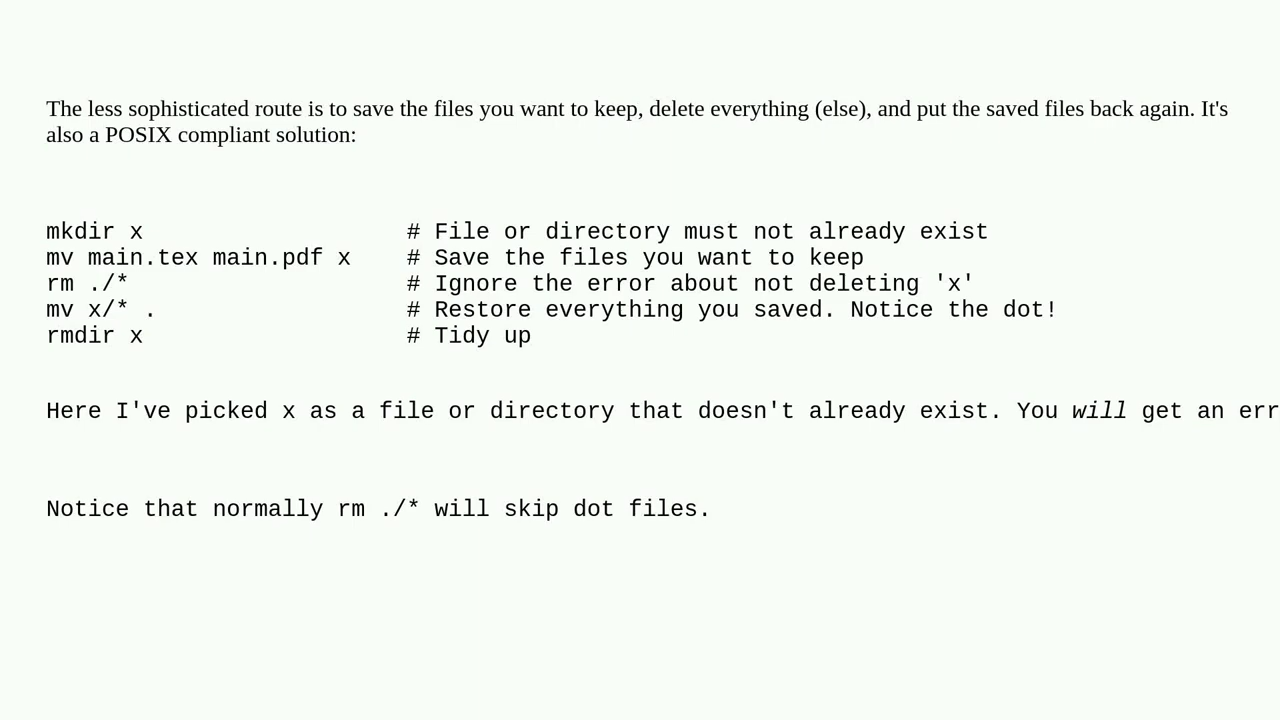 The less sophisticated route is to save the files you want to keep, delete everything (else), and put the saved files back again. It's
also a POSIX compliant solution:
mkdir x                   # File or directory must not already exist
mv main.tex main.pdf x    # Save the files you want to keep
rm ./*                    # Ignore the error about not deleting 'x'
mv x/* .                  # Restore everything you saved. Notice the dot!
rmdir x                   # Tidy up
Here I've picked x as a file or directory that doesn't already exist. You will get an
Notice that normally rm ./* will skip dot files.